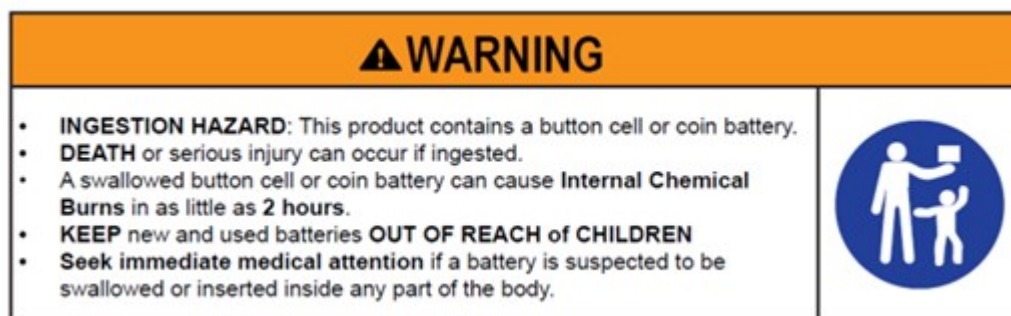 WARNING
• INGESTION HAZARD: This product contains a button cell or coin battery.
• DEATH or serious injury can occur if ingested.
• A swallowed button cell or coin battery can cause Internal Chemical
Burns in as little as 2 hours.
• KEEP new and used batteries OUT OF REACH of CHILDREN
• Seek immediate medical attention if a battery is suspected to be
swallowed or inserted inside any part of the body.